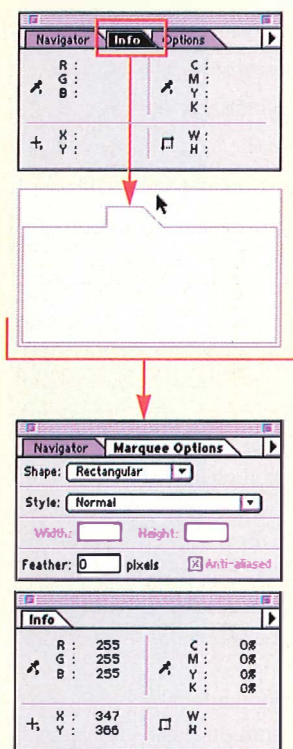 Navigator Info Options
R : C :
G : M :
B : Y :
K :
X : W :
Y : H :
Navigator Marquee Options
Shape: Rectangular
Style: Normal
Width: Height:
Feather: 0 pixels Anti-aliased
Info
R : 255 C : 0%
G : 255 M : 0%
B : 255 Y : 0%
K : 0%
X : 347 W :
Y : 366 H :